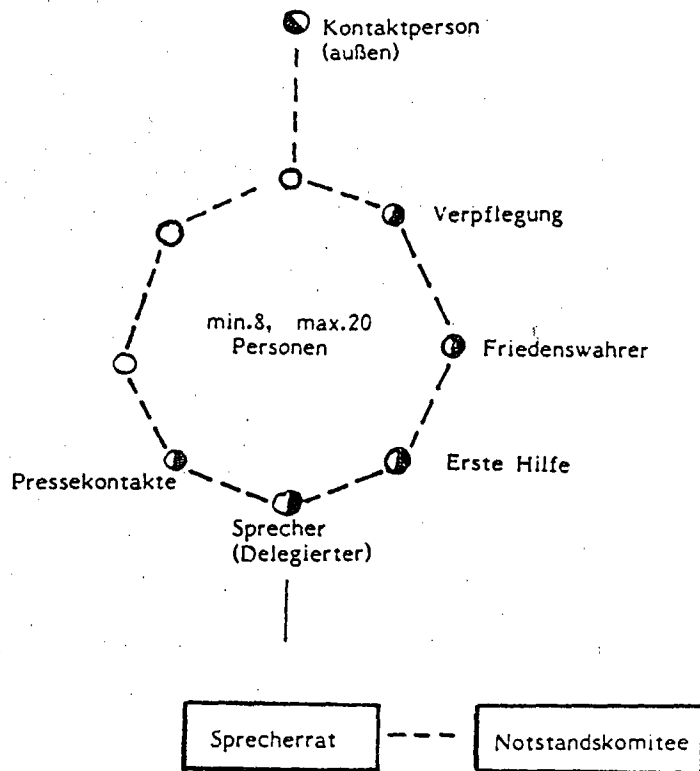 Kontaktperson
(außen)
Verpflegung
min.8, max.20
Personen
Friedenswahrer
Erste Hilfe
Pressekontakte
Sprecher
(Delegierter)
Sprecherrat
Notstandskomitee